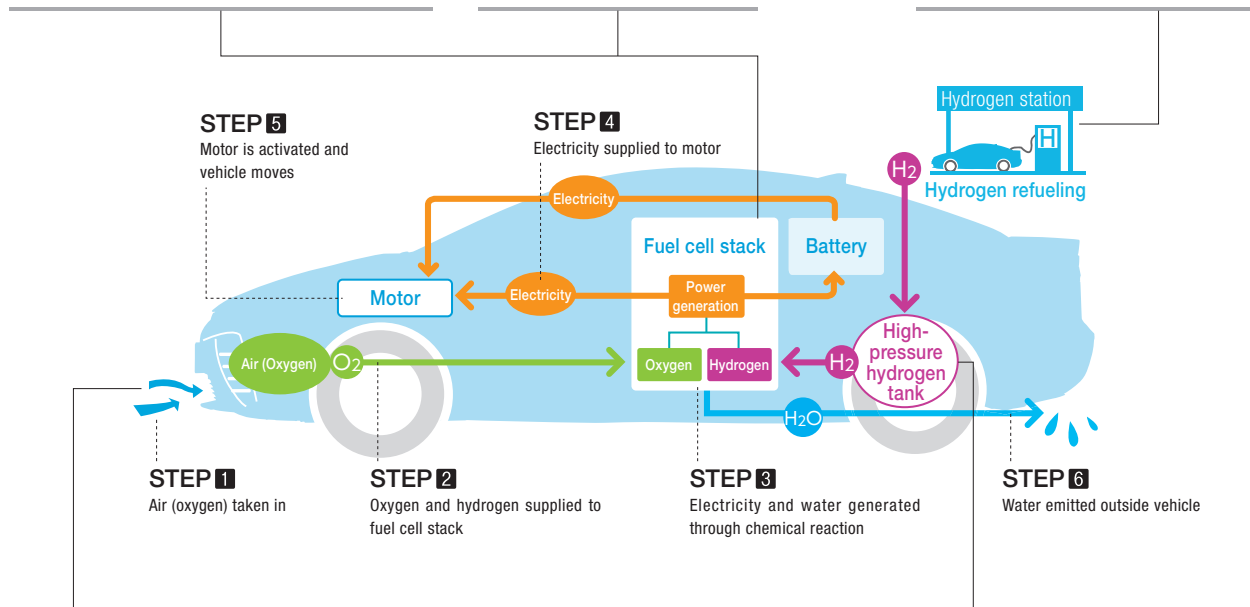 Hydrogen station
H
Hydrogen refueling
H2
STEP 5
Motor is activated and
vehicle moves
STEP 4
Electricity supplied to motor
Electricity
Fuel cell stack
Battery
Motor
Electricity
Power
generation
Air (Oxygen)
O2
Oxygen
Hydrogen
H2
High-
pressure
hydrogen
tank
H2O
STEP 1
Air (oxygen) taken in
STEP 2
Oxygen and hydrogen supplied to
fuel cell stack
STEP 3
Electricity and water generated
through chemical reaction
STEP 6
Water emitted outside vehicle